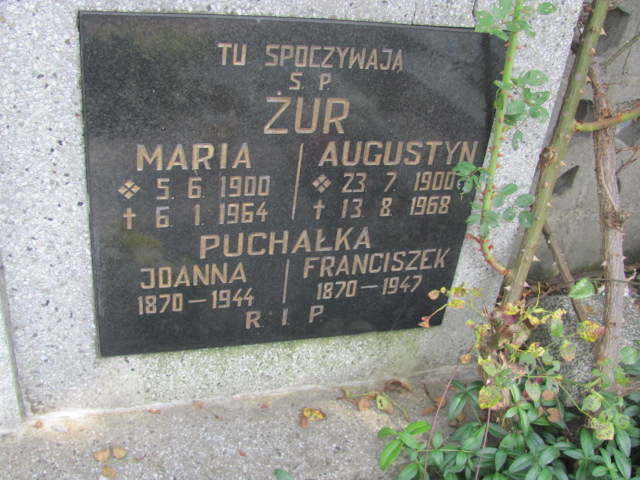 TU SPOCZYWAJĄ
Ś. P.
ŻUR
MARIA AUGUSTYN
5. 6. 1900 23. 7. 1900
† 6. 1. 1964 † 13. 8. 1968
PUCHAŁKA
JOANNA FRANCISZEK
1870 — 1944 1870 — 1947
R I P